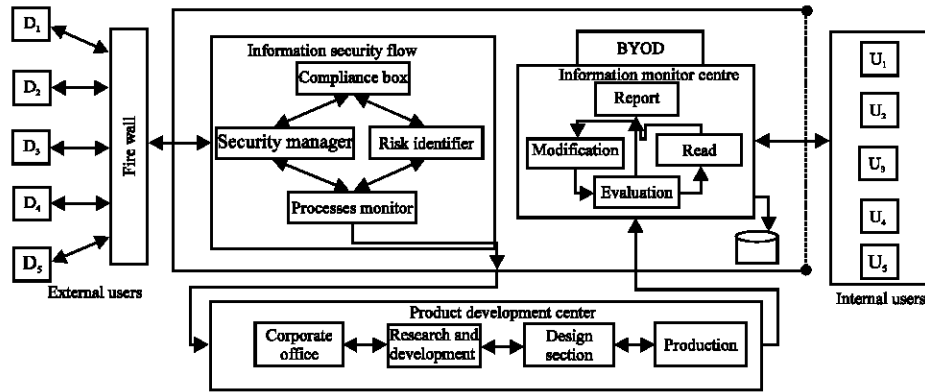 D1
D2
D3
D4
D5
External users
Fire wall
Information security flow
Compliance box
Security manager
Risk identifier
Processes monitor
BYOD
Information monitor centre
Report
Modification
Read
Evaluation
U1
U2
U3
U4
U5
Internal users
Product development center
Corporate
office
Research and
development
Design
section
Production